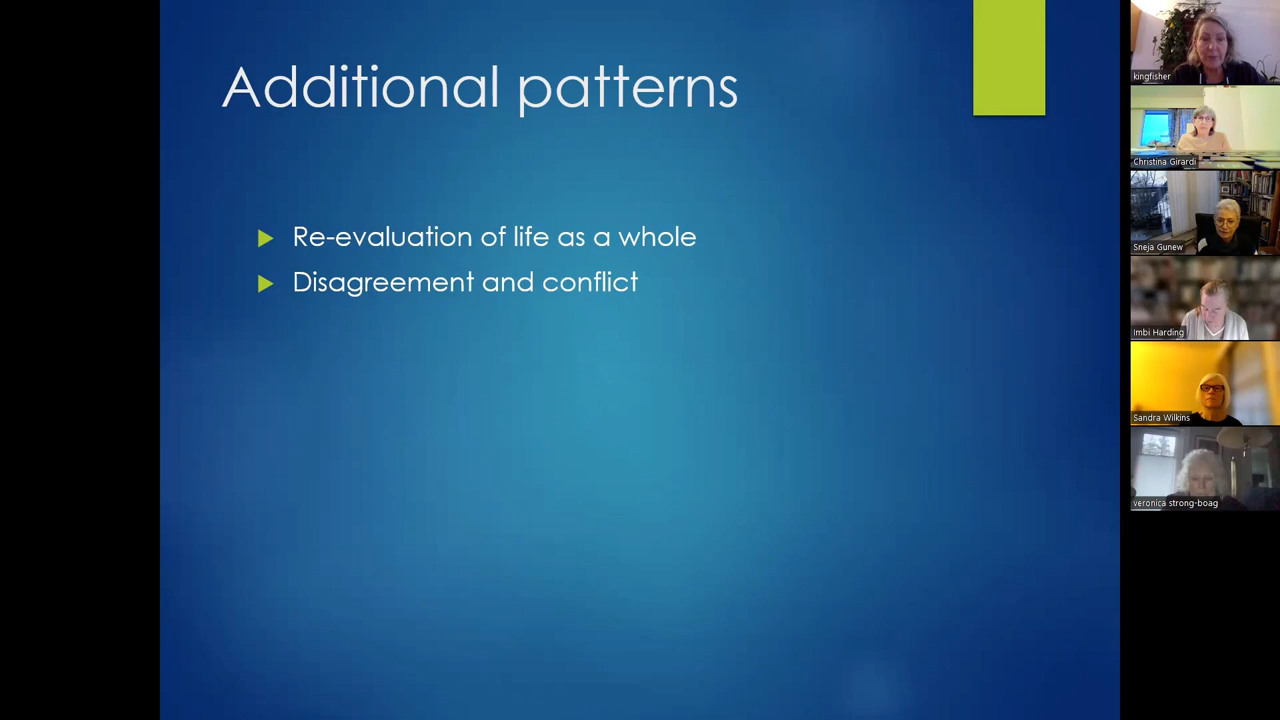 Additional patterns
Re-evaluation of life as a whole
Disagreement and conflict
kingfisher
Christina Girardi
Sneja Gunew
Imbi Harding
Sandra Wilkins
veronica strong-boag